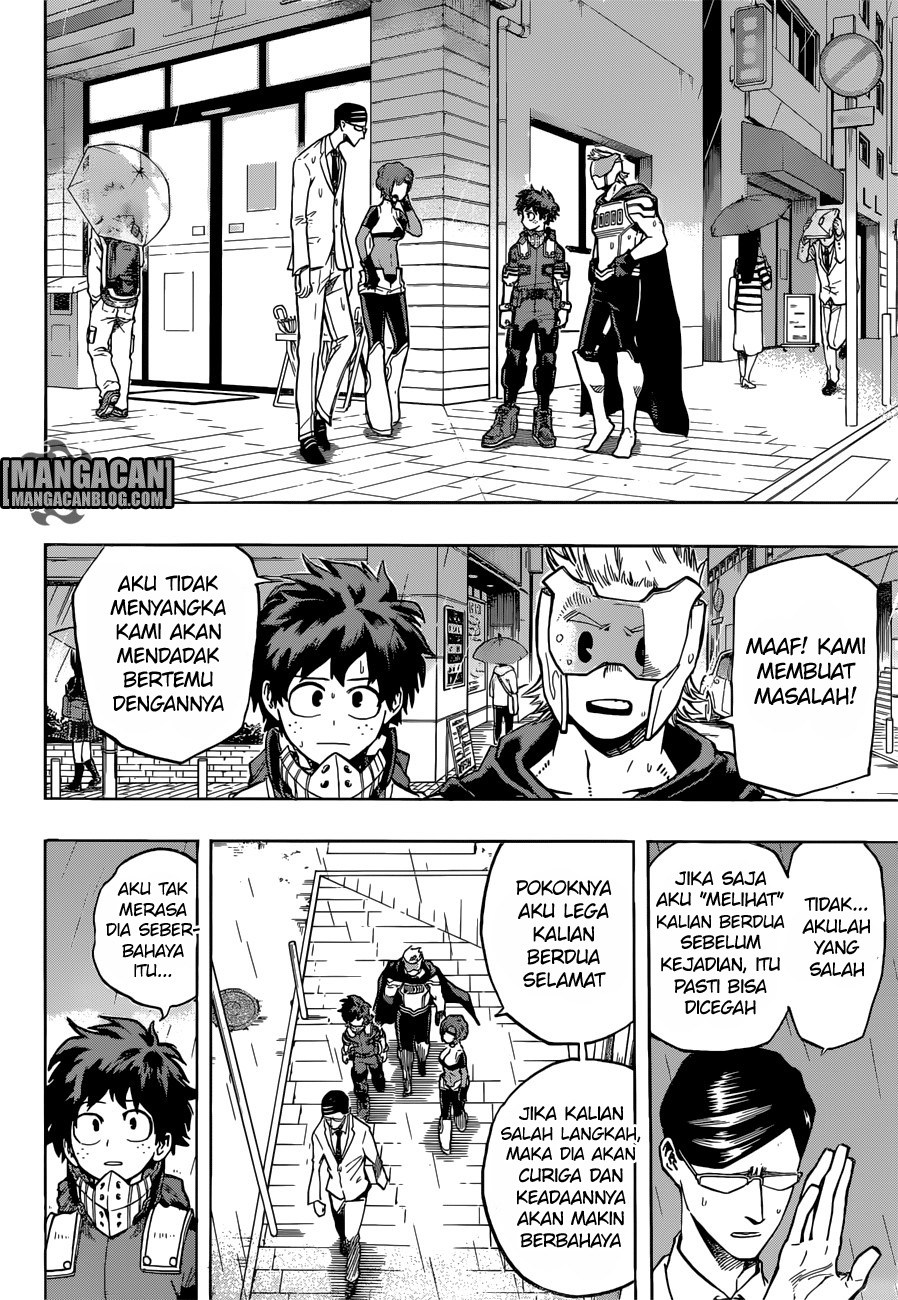 [MANGACAN]
MANGACANBLOG.COM
MAAF! KAMI
MEMBUAT
MASALAH!
AKU TIDAK
MENYANGKA
KAMI AKAN
MENDADAK
BERTEMU
DENGANNYA
TIDAK...
AKULAH
YANG
SALAH
JIKA SAJA
AKU "MELIHAT"
KALIAN BERDUA
SEBELUM
KEJADIAN, ITU
PASTI BISA
DICEGAH
POKOKNYA
AKU LEGA
KALIAN
BERDUA
SELAMAT
JIKA KALIAN
SALAH LANGKAH,
MAKA DIA AKAN
CURIGA DAN
KEADAANNYA
AKAN MAKIN
BERBAHAYA
AKU TAK
MERASA
DIA SEBER-
BAHAYA
ITU...